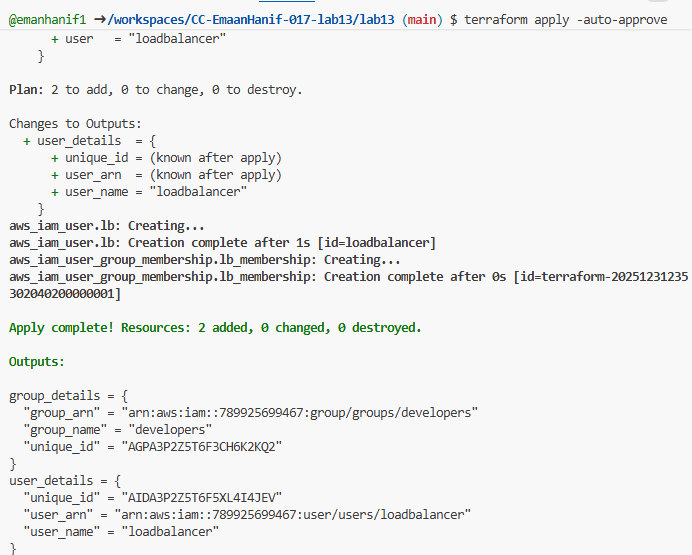 @emanhanif1 ➜/workspaces/CC-EmaanHanif-017-lab13/lab13 (main) $ terraform apply -auto-approve
      + user   = "loadbalancer"
    }
Plan: 2 to add, 0 to change, 0 to destroy.
Changes to Outputs:
  + user_details  = {
      + unique_id = (known after apply)
      + user_arn  = (known after apply)
      + user_name = "loadbalancer"
    }
aws_iam_user.lb: Creating...
aws_iam_user.lb: Creation complete after 1s [id=loadbalancer]
aws_iam_user_group_membership.lb_membership: Creating...
aws_iam_user_group_membership.lb_membership: Creation complete after 0s [id=terraform-20251231235
302040200000001]
Apply complete! Resources: 2 added, 0 changed, 0 destroyed.
Outputs:
group_details = {
  "group_arn" = "arn:aws:iam::789925699467:group/groups/developers"
  "group_name" = "developers"
  "unique_id" = "AGPA3P2Z5T6F3CH6K2KQ2"
}
user_details = {
  "unique_id" = "AIDA3P2Z5T6F5XL4I4JEV"
  "user_arn" = "arn:aws:iam::789925699467:user/users/loadbalancer"
  "user_name" = "loadbalancer"
}